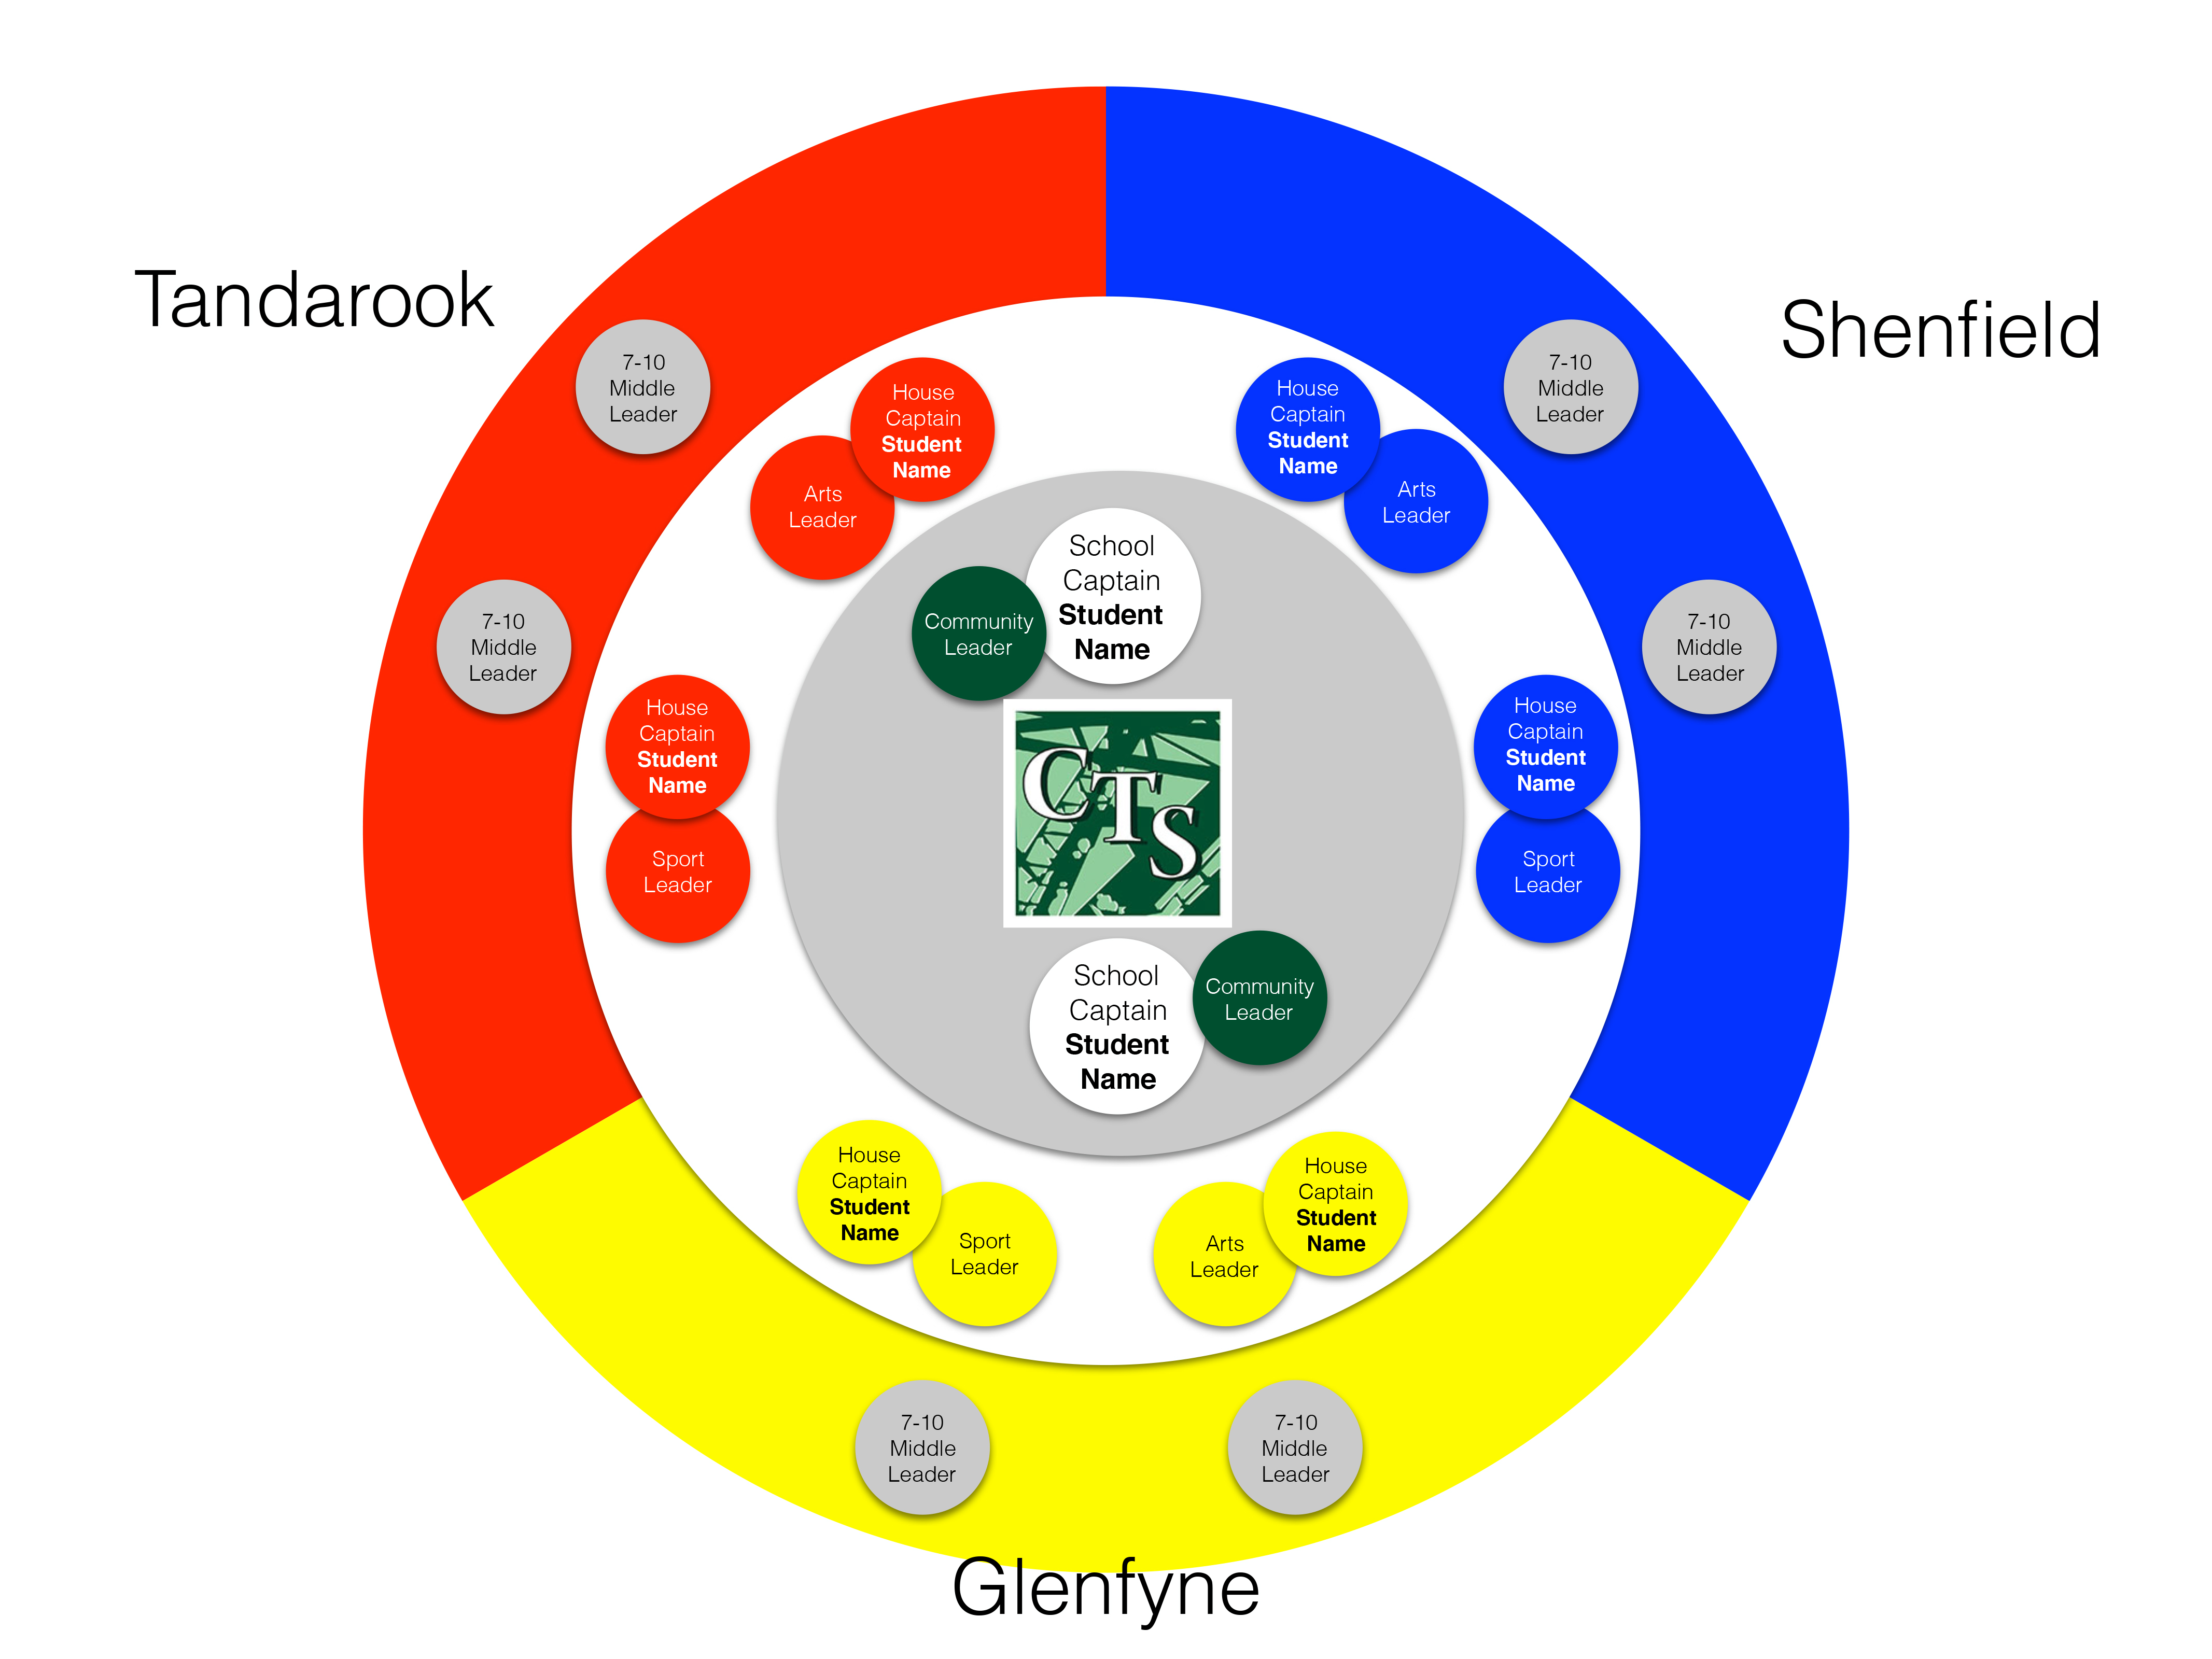 Tandarook
Shenfield
7-10
Middle
Leader
7-10
Middle
Leader
House
Captain
Student
Name
House
Captain
Student
Name
Arts
Leader
Arts
Leader
School
Captain
Student
Name
Community
Leader
7-10
Middle
Leader
7-10
Middle
Leader
House
Captain
Student
Name
House
Captain
Student
Name
CTS
Sport
Leader
Sport
Leader
School
Captain
Student
Name
Community
Leader
House
Captain
Student
Name
House
Captain
Student
Name
Sport
Leader
Arts
Leader
7-10
Middle
Leader
7-10
Middle
Leader
Glenfyne